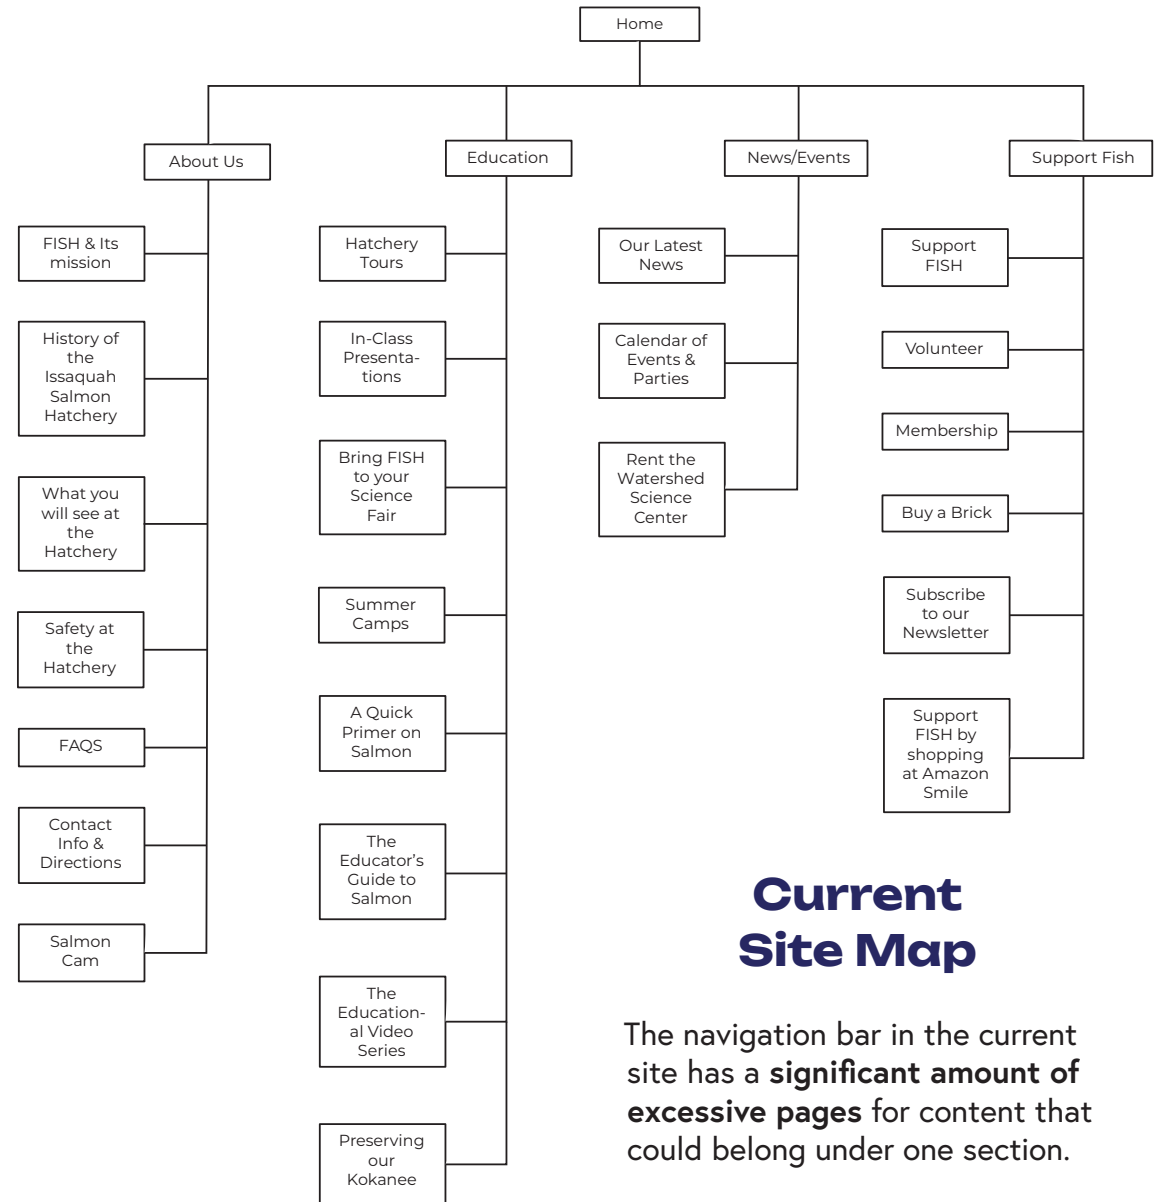 Home
About Us
Education
News/Events
Support Fish
FISH & Its
mission
History of
the
Issaquah
Salmon
Hatchery
What you
will see at
the
Hatchery
Safety at
the
Hatchery
FAQS
Contact
Info &
Directions
Salmon
Cam
Hatchery
Tours
In-Class
Presenta-
tions
Bring FISH
to your
Science
Fair
Summer
Camps
A Quick
Primer on
Salmon
The
Educator’s
Guide to
Salmon
The
Education-
al Video
Series
Preserving
our
Kokanee
Our Latest
News
Calendar of
Events &
Parties
Rent the
Watershed
Science
Center
Support
FISH
Volunteer
Membership
Buy a Brick
Subscribe
to our
Newsletter
Support
FISH by
shopping
at Amazon
Smile
Current
Site Map
The navigation bar in the current
site has a significant amount of
excessive pages for content that
could belong under one section.